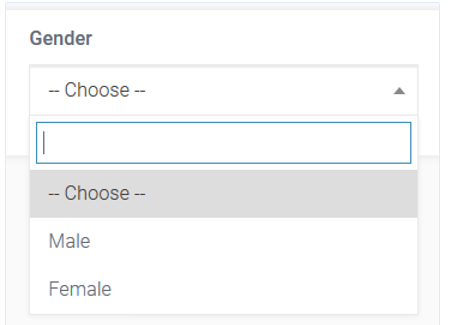 Gender
-- Choose --
-- Choose --
Male
Female